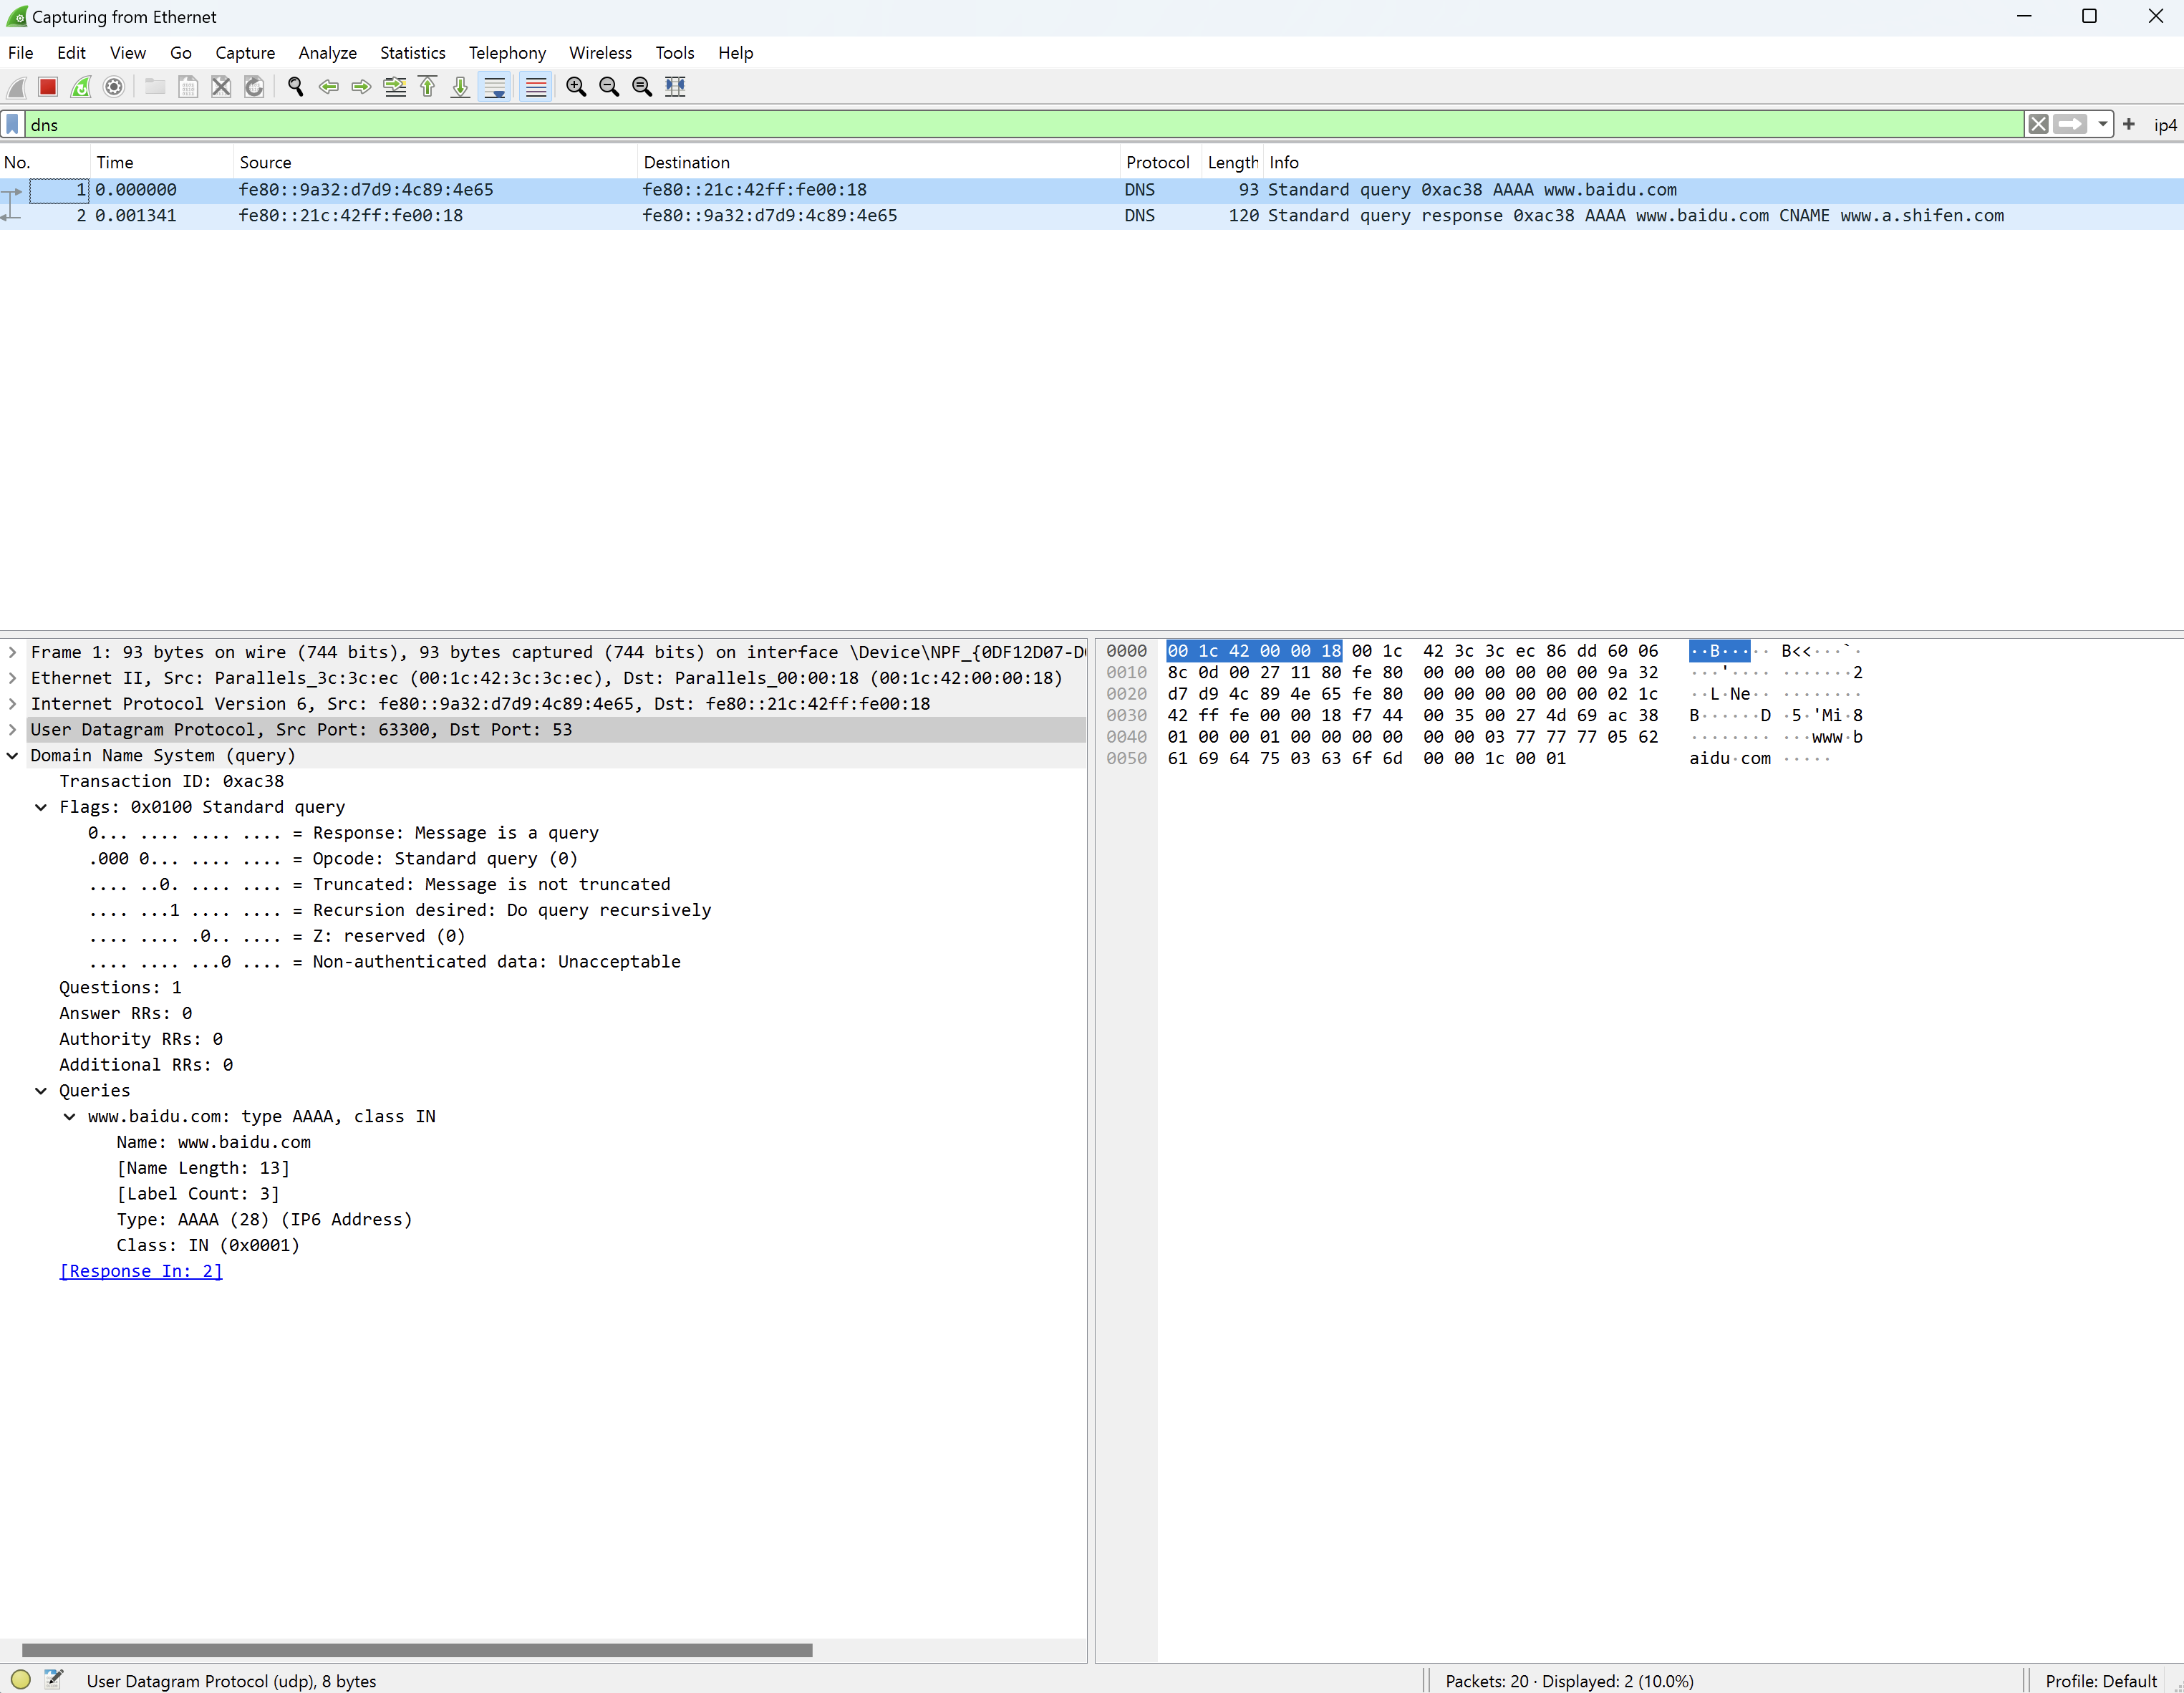 Capturing from Ethernet
File Edit View Go Capture Analyze Statistics Telephony Wireless Tools Help
dns ip4
No. Time Source Destination Protocol Length Info
1 0.000000 fe80::9a32:d7d9:4c89:4e65 fe80::21c:42ff:fe00:18 DNS 93 Standard query 0xac38 AAAA www.baidu.com
2 0.001341 fe80::21c:42ff:fe00:18 fe80::9a32:d7d9:4c89:4e65 DNS 120 Standard query response 0xac38 AAAA www.baidu.com CNAME www.a.shifen.com
Frame 1: 93 bytes on wire (744 bits), 93 bytes captured (744 bits) on interface \Device\NPF_{0DF12D07-D
Ethernet II, Src: Parallels_3c:3c:ec (00:1c:42:3c:3c:ec), Dst: Parallels_00:00:18 (00:1c:42:00:00:18)
Internet Protocol Version 6, Src: fe80::9a32:d7d9:4c89:4e65, Dst: fe80::21c:42ff:fe00:18
User Datagram Protocol, Src Port: 63300, Dst Port: 53
Domain Name System (query)
Transaction ID: 0xac38
Flags: 0x0100 Standard query
0... .... .... .... = Response: Message is a query
.000 0... .... .... = Opcode: Standard query (0)
.... ..0. .... .... = Truncated: Message is not truncated
.... ...1 .... .... = Recursion desired: Do query recursively
.... .... .0.. .... = Z: reserved (0)
.... .... ...0 .... = Non-authenticated data: Unacceptable
Questions: 1
Answer RRs: 0
Authority RRs: 0
Additional RRs: 0
Queries
www.baidu.com: type AAAA, class IN
Name: www.baidu.com
[Name Length: 13]
[Label Count: 3]
Type: AAAA (28) (IP6 Address)
Class: IN (0x0001)
[Response In: 2]
0000 00 1c 42 00 00 18 00 1c 42 3c 3c ec 86 dd 60 06 ··B····· B<<···`·
0010 8c 0d 00 27 11 80 fe 80 00 00 00 00 00 00 9a 32 ···'···· ·······2
0020 d7 d9 4c 89 4e 65 fe 80 00 00 00 00 00 00 02 1c ··L·Ne·· ········
0030 42 ff fe 00 00 18 f7 44 00 35 00 27 4d 69 ac 38 B······D ·5·'Mi·8
0040 01 00 00 01 00 00 00 00 00 00 03 77 77 77 05 62 ········ ···www·b
0050 61 69 64 75 03 63 6f 6d 00 00 1c 00 01 aidu·com ·····
User Datagram Protocol (udp), 8 bytes Packets: 20 · Displayed: 2 (10.0%) Profile: Default